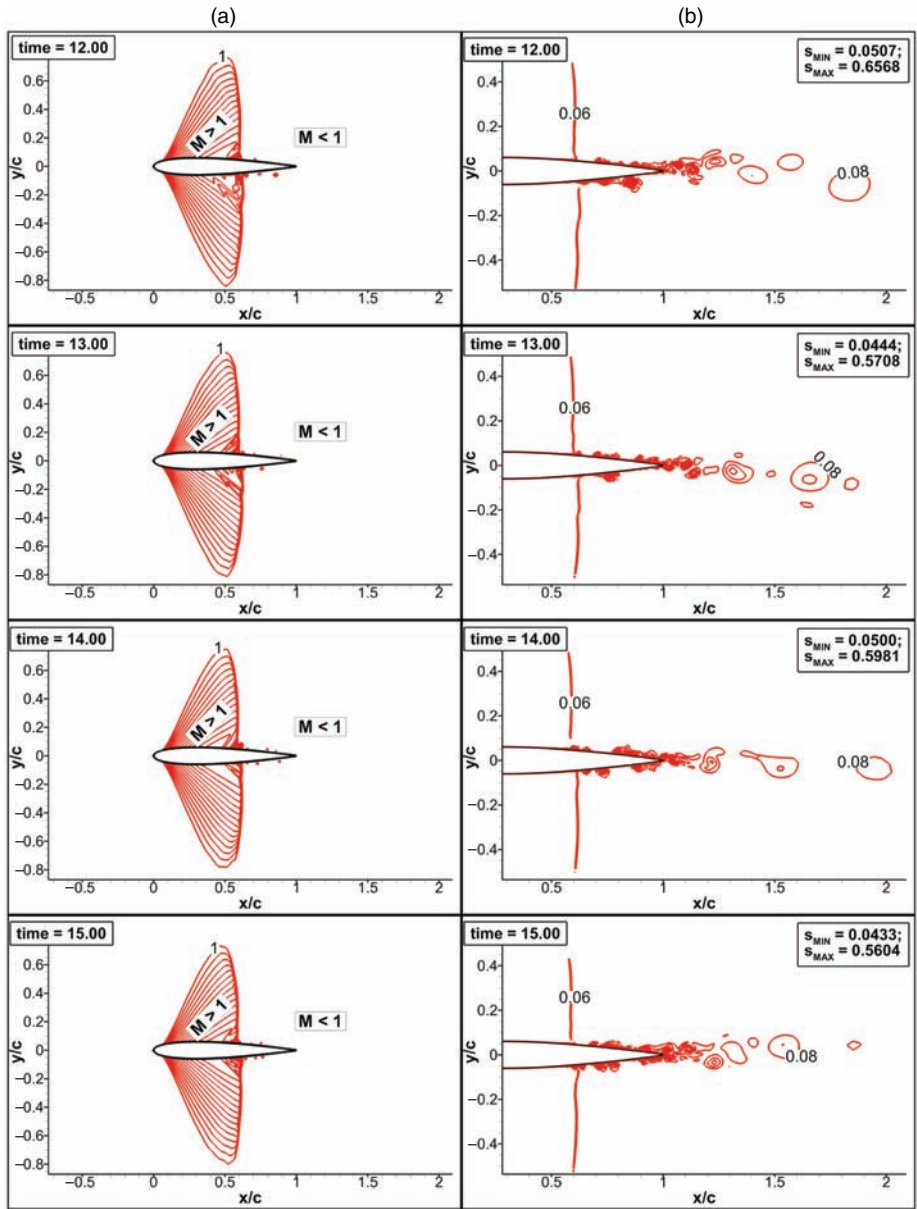 (a)
(b)
time = 12.00
1
0.6
0.4
0.2
0
–0.2
–0.4
–0.6
–0.8
y/c
M > 1
M < 1
–0.5
0
0.5
1
1.5
2
x/c
time = 12.00
s_MIN = 0.0507;
s_MAX = 0.6568
0.4
0.2
0
–0.2
–0.4
y/c
0.06
0.08
0.5
1
1.5
2
x/c
time = 13.00
1
0.6
0.4
0.2
0
–0.2
–0.4
–0.6
–0.8
y/c
M > 1
M < 1
–0.5
0
0.5
1
1.5
2
x/c
time = 13.00
s_MIN = 0.0444;
s_MAX = 0.5708
0.4
0.2
0
–0.2
–0.4
y/c
0.06
0.08
0.5
1
1.5
2
x/c
time = 14.00
1
0.6
0.4
0.2
0
–0.2
–0.4
–0.6
–0.8
y/c
M > 1
M < 1
–0.5
0
0.5
1
1.5
2
x/c
time = 14.00
s_MIN = 0.0500;
s_MAX = 0.5981
0.4
0.2
0
–0.2
–0.4
y/c
0.06
0.08
0.5
1
1.5
2
x/c
time = 15.00
1
0.6
0.4
0.2
0
–0.2
–0.4
–0.6
–0.8
y/c
M > 1
M < 1
–0.5
0
0.5
1
1.5
2
x/c
time = 15.00
s_MIN = 0.0433;
s_MAX = 0.5604
0.4
0.2
0
–0.2
–0.4
y/c
0.06
0.08
0.5
1
1.5
2
x/c